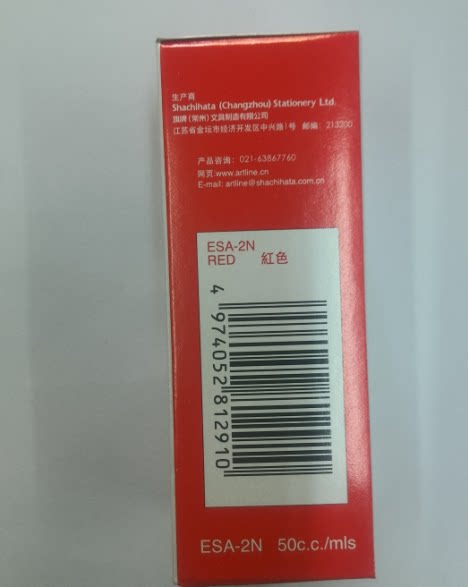 生产商
Shachihata (Changzhou) Stationery Ltd.
旗牌(常州)文具制造有限公司
江苏省金坛市经济开发区中兴路1号 邮编:213200
产品咨询:021-63867760
网页:www.artline.cn
E-mail: artline@shachihata.com.cn
ESA-2N
RED 紅色
4 974052 812910
ESA-2N 50c.c./mls